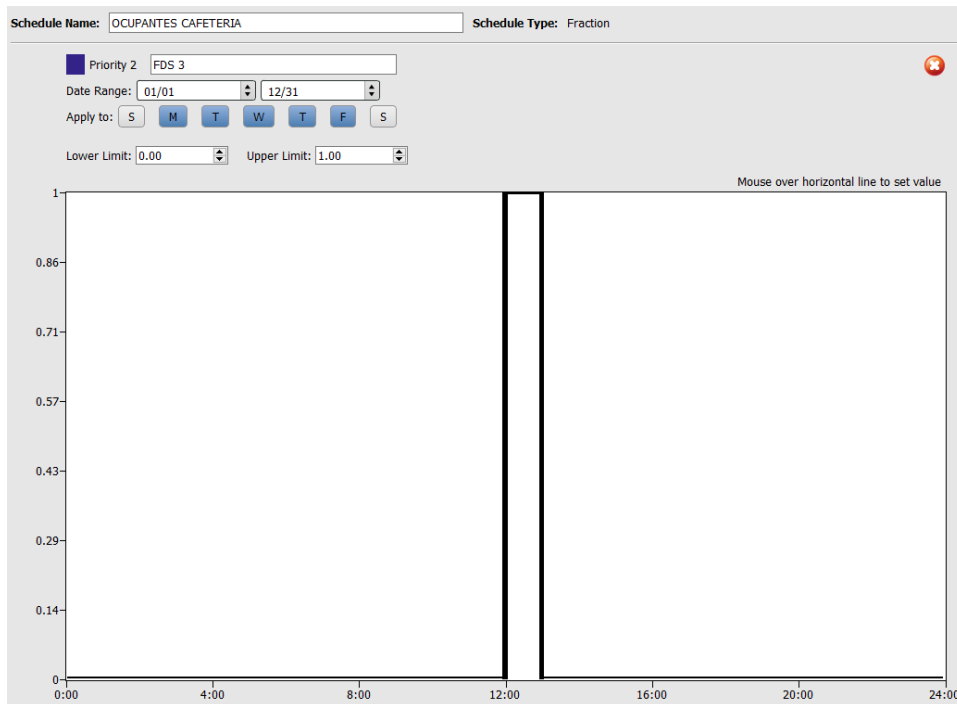 Schedule Name: OCUPANTES CAFETERIA Schedule Type: Fraction
Priority 2 FDS 3
Date Range: 01/01 12/31
Apply to: S M T W T F S
Lower Limit: 0.00 Upper Limit: 1.00
Mouse over horizontal line to set value
1
0.86
0.71
0.57
0.43
0.29
0.14
0
0:00 4:00 8:00 12:00 16:00 20:00 24:00